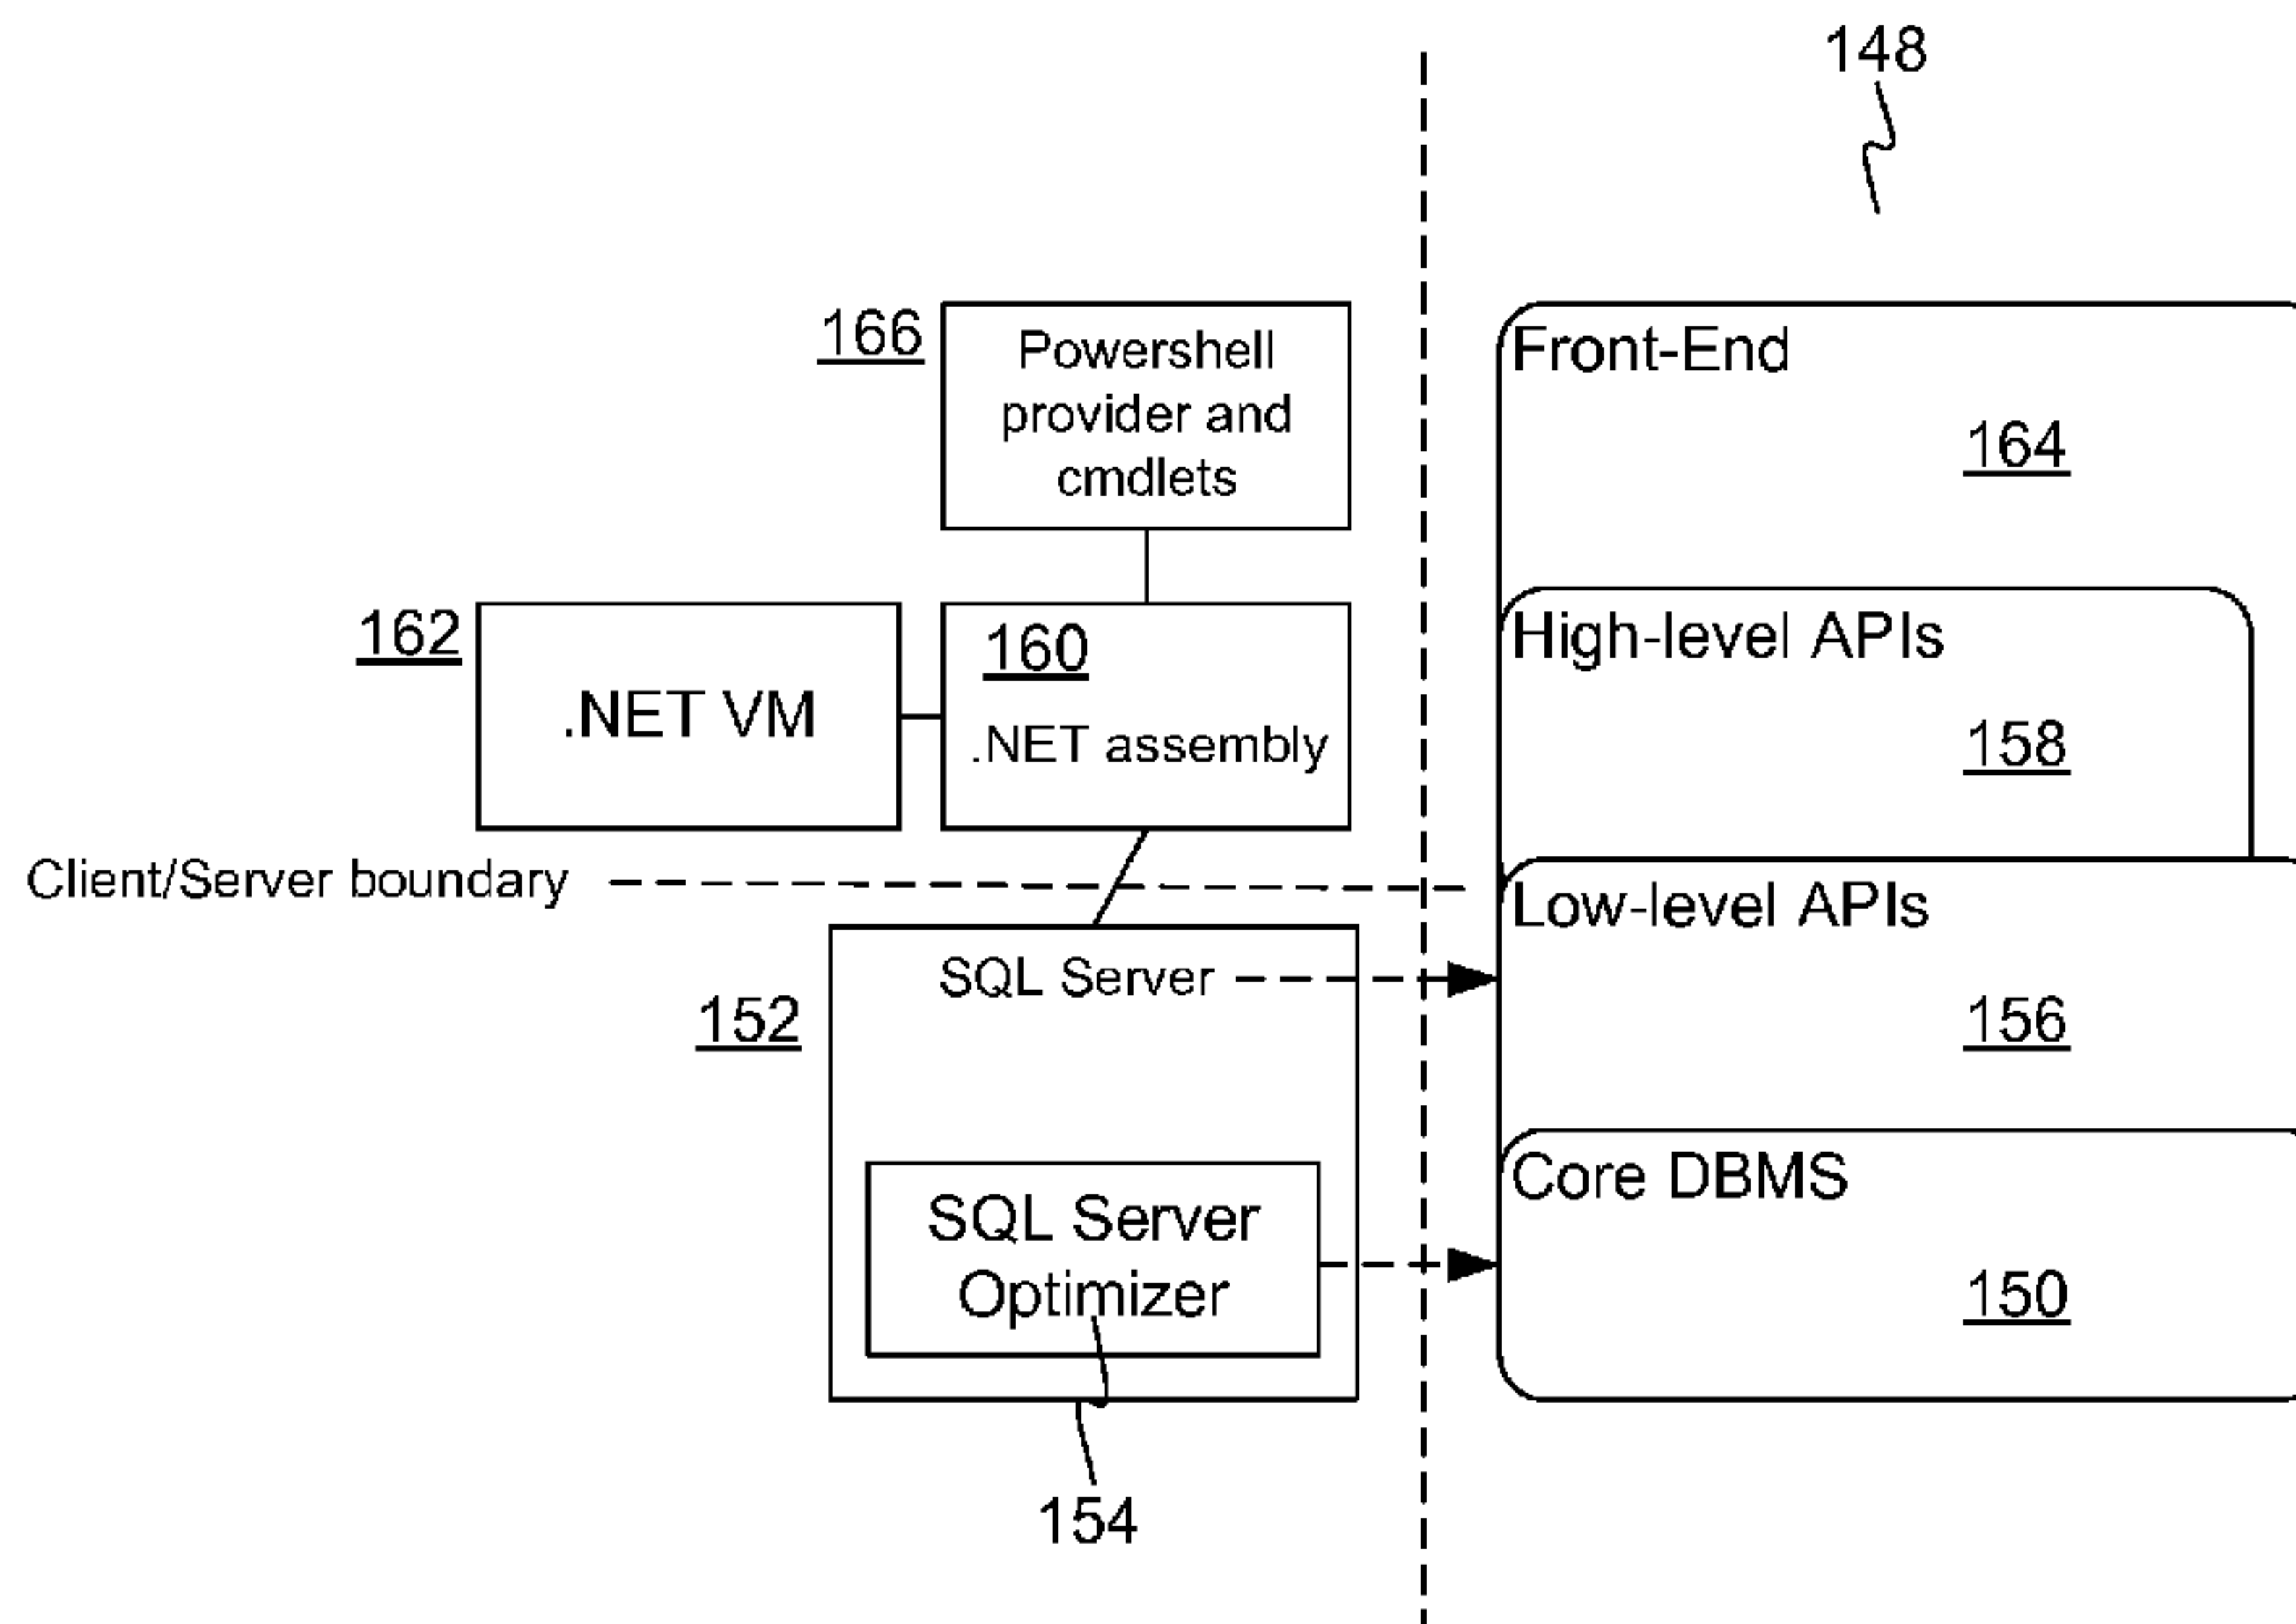 148
166
Powershell
provider and
cmdlets
Front-End
164
162
.NET VM
160
.NET assembly
High-level APIs
158
Client/Server boundary
Low-level APIs
SQL Server
152
156
SQL Server
Optimizer
Core DBMS
150
154